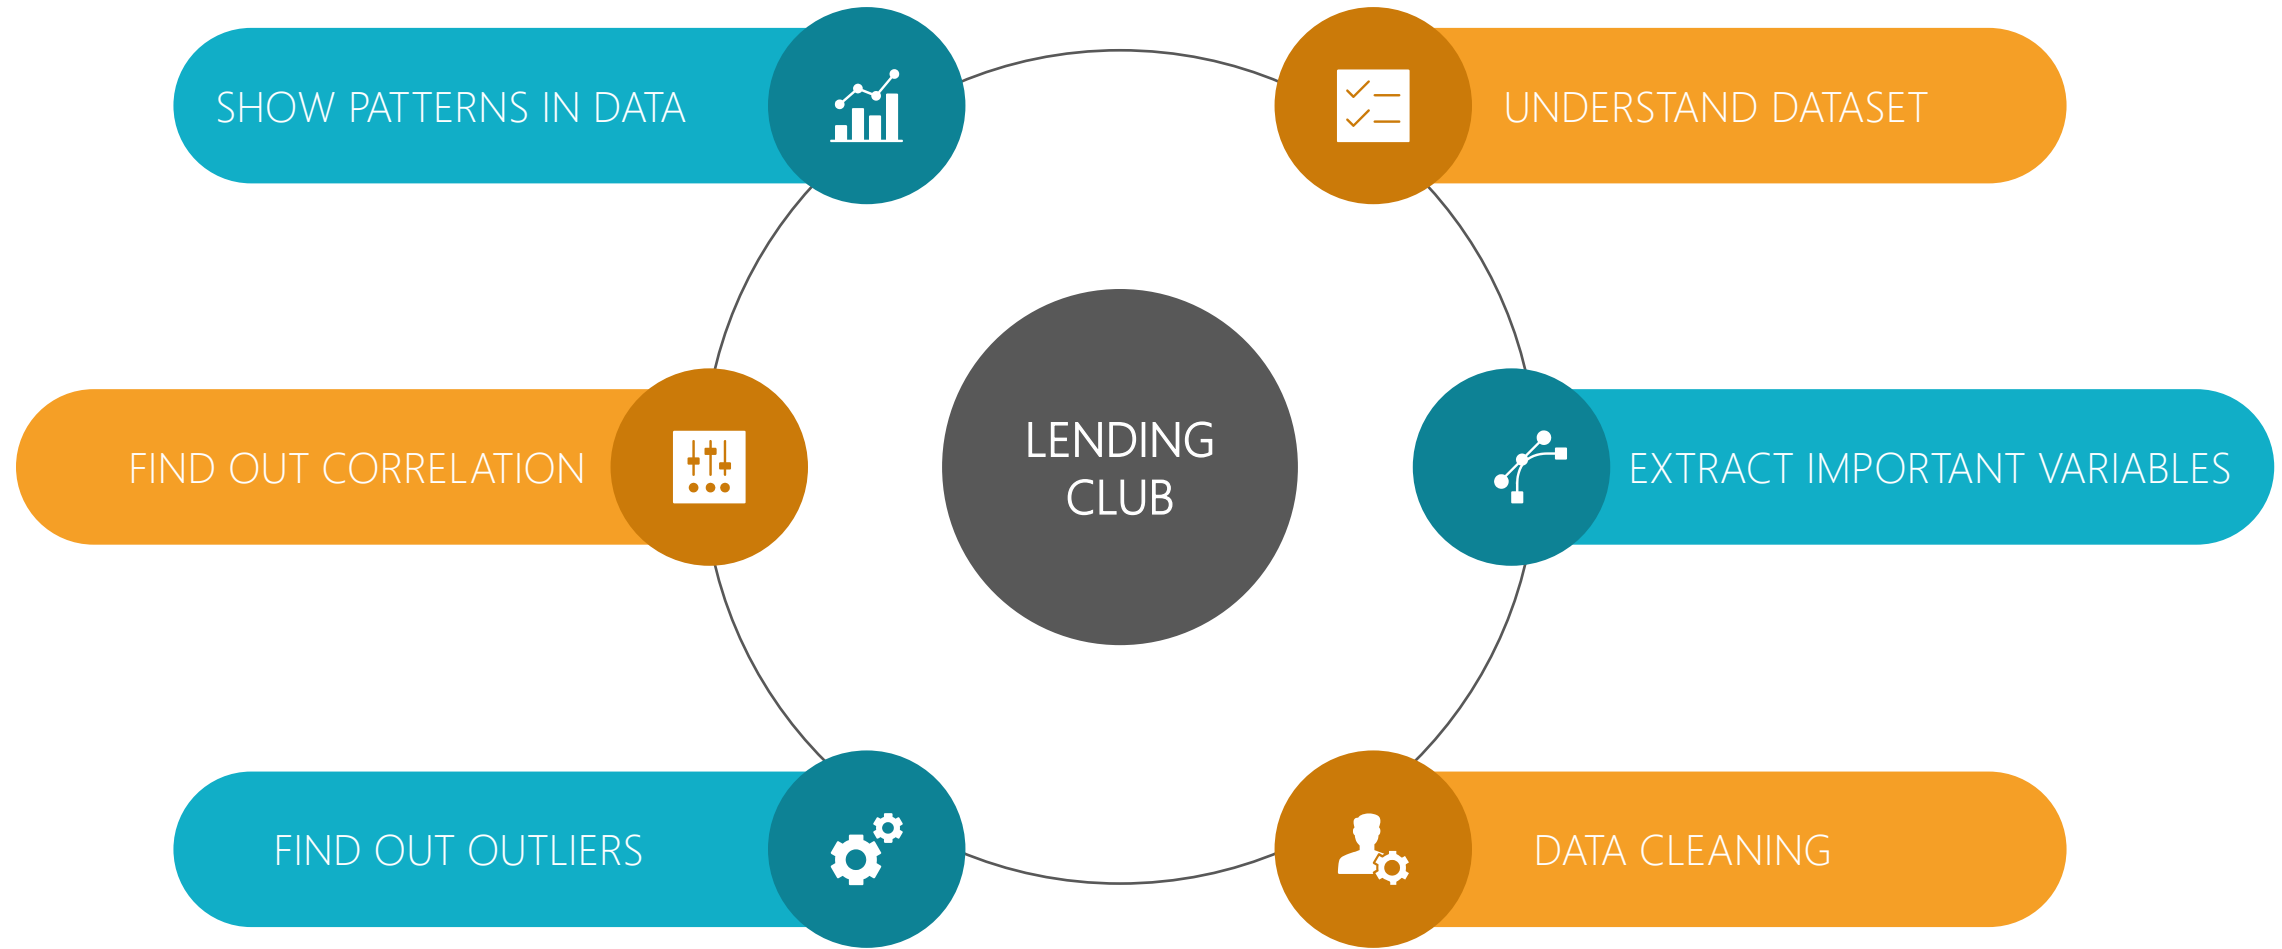 SHOW PATTERNS IN DATA
UNDERSTAND DATASET
FIND OUT CORRELATION
LENDING
CLUB
EXTRACT IMPORTANT VARIABLES
FIND OUT OUTLIERS
DATA CLEANING